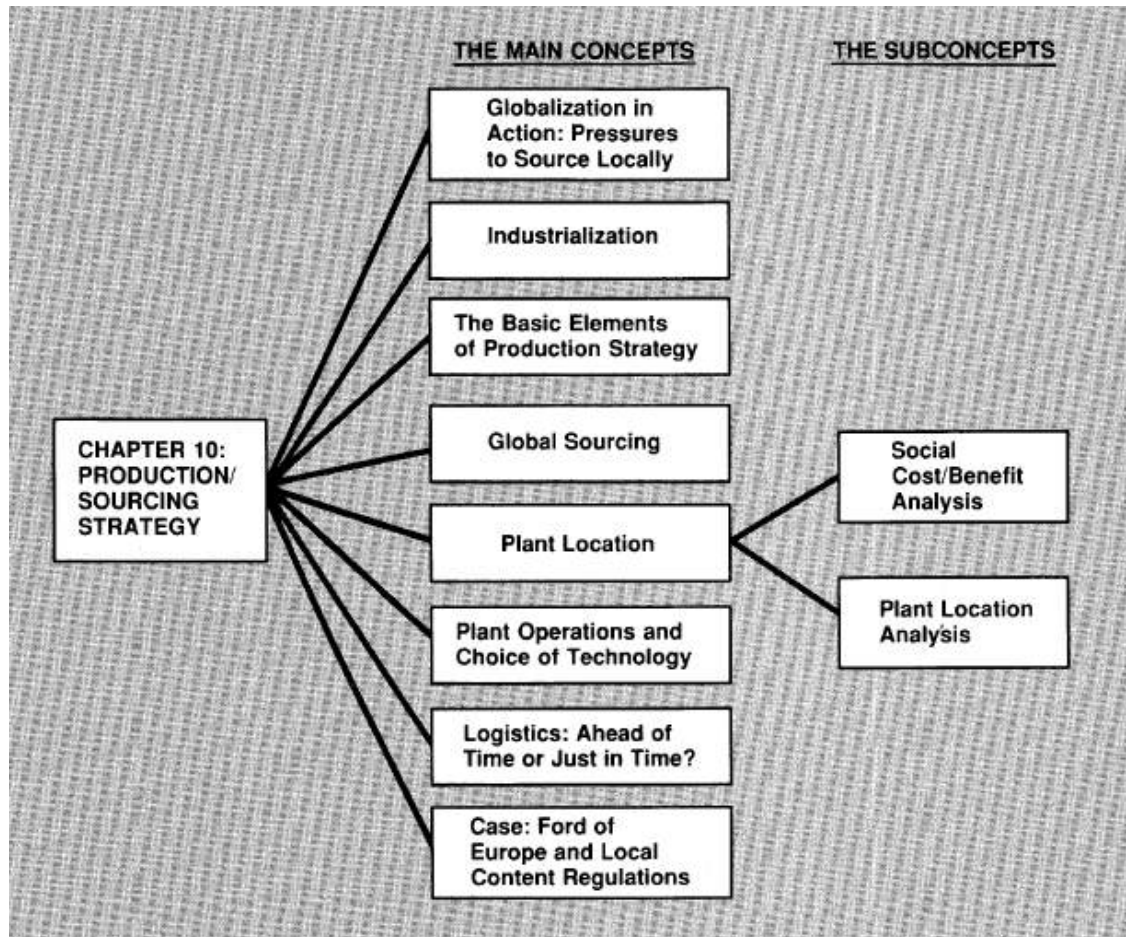 THE MAIN CONCEPTS
THE SUBCONCEPTS
Globalization in
Action: Pressures
to Source Locally
Industrialization
The Basic Elements
of Production Strategy
CHAPTER 10:
PRODUCTION/
SOURCING
STRATEGY
Global Sourcing
Plant Location
Plant Operations and
Choice of Technology
Logistics: Ahead of
Time or Just in Time?
Case: Ford of
Europe and Local
Content Regulations
Social
Cost/Benefit
Analysis
Plant Location
Analysis